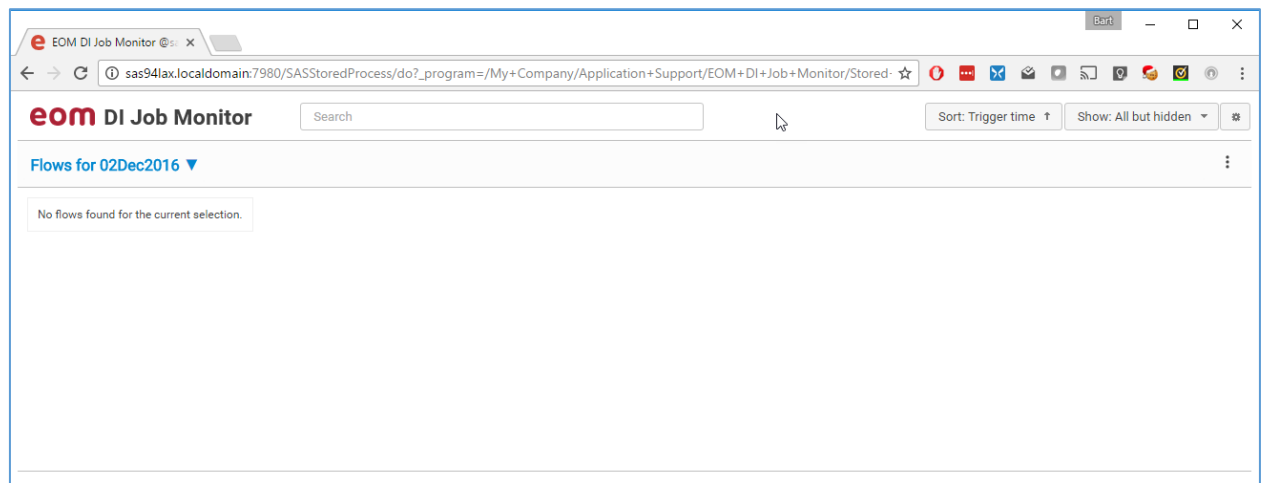 Bart
EOM DI Job Monitor @sa
sas94lax.localdomain:7980/SASStoredProcess/do?_program=/My+Company/Application+Support/EOM+DI+Job+Monitor/Stored-
eom DI Job Monitor
Search
Sort: Trigger time ↑
Show: All but hidden
Flows for 02Dec2016 ▼
No flows found for the current selection.